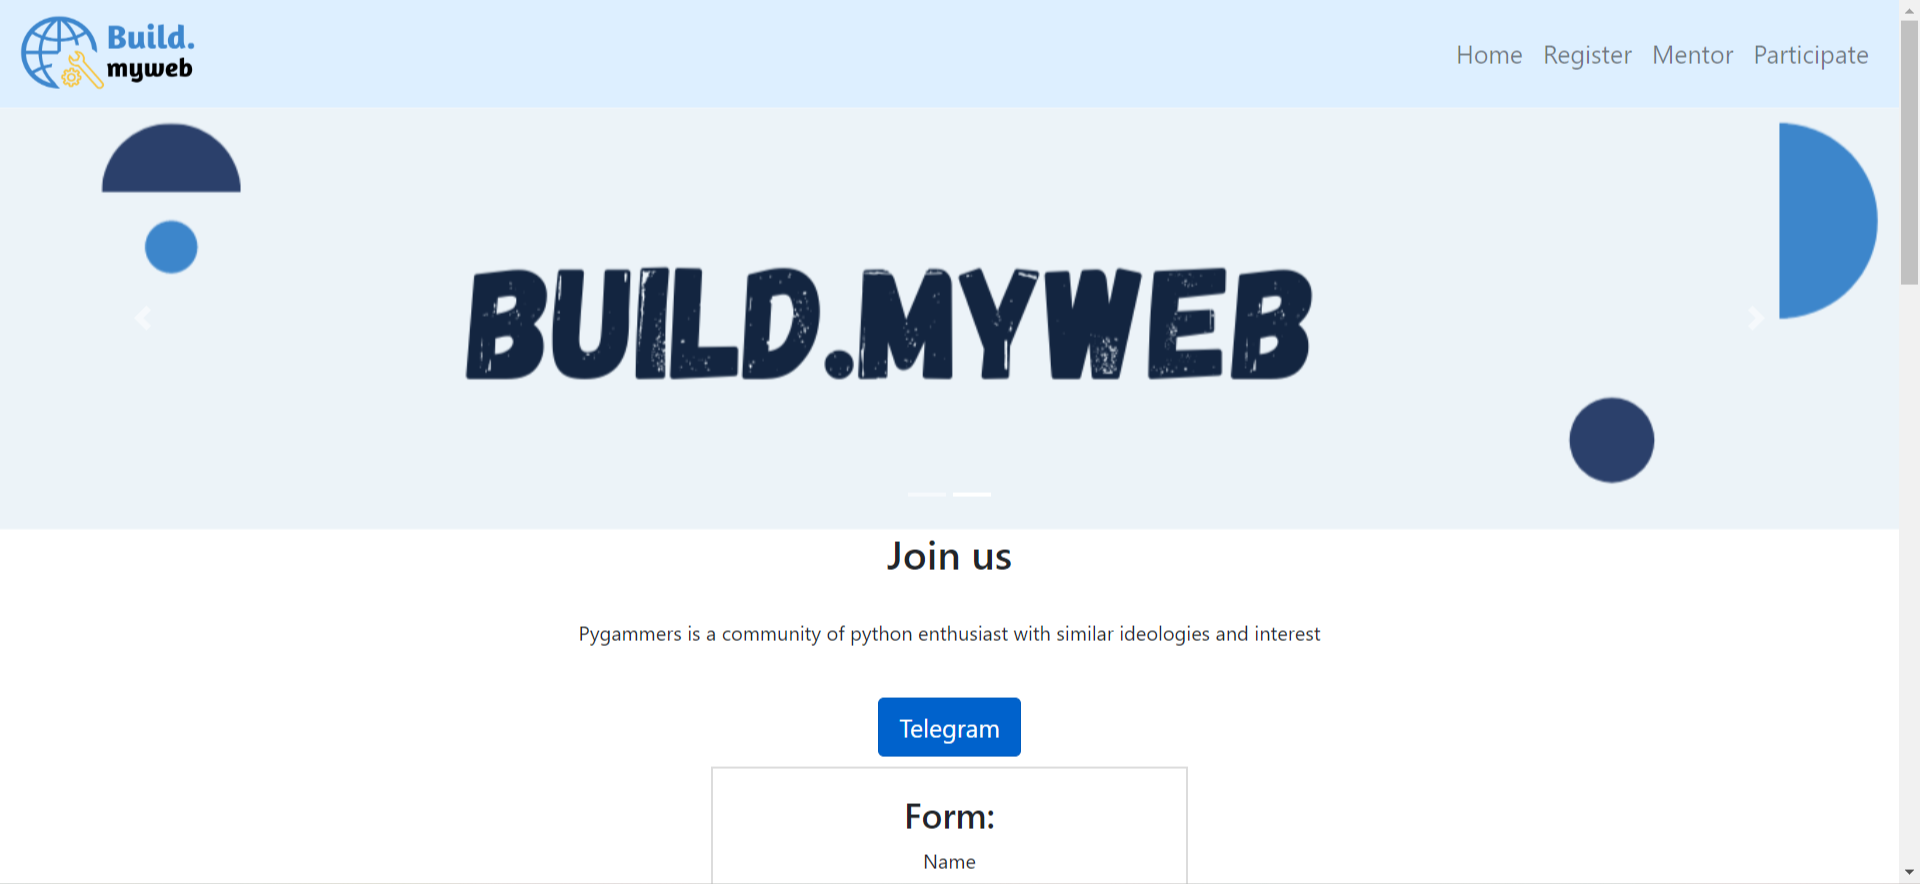 Build.
myweb
Home Register Mentor Participate
BUILD.MYWEB
Join us
Pygammers is a community of python enthusiast with similar ideologies and interest
Telegram
Form:
Name